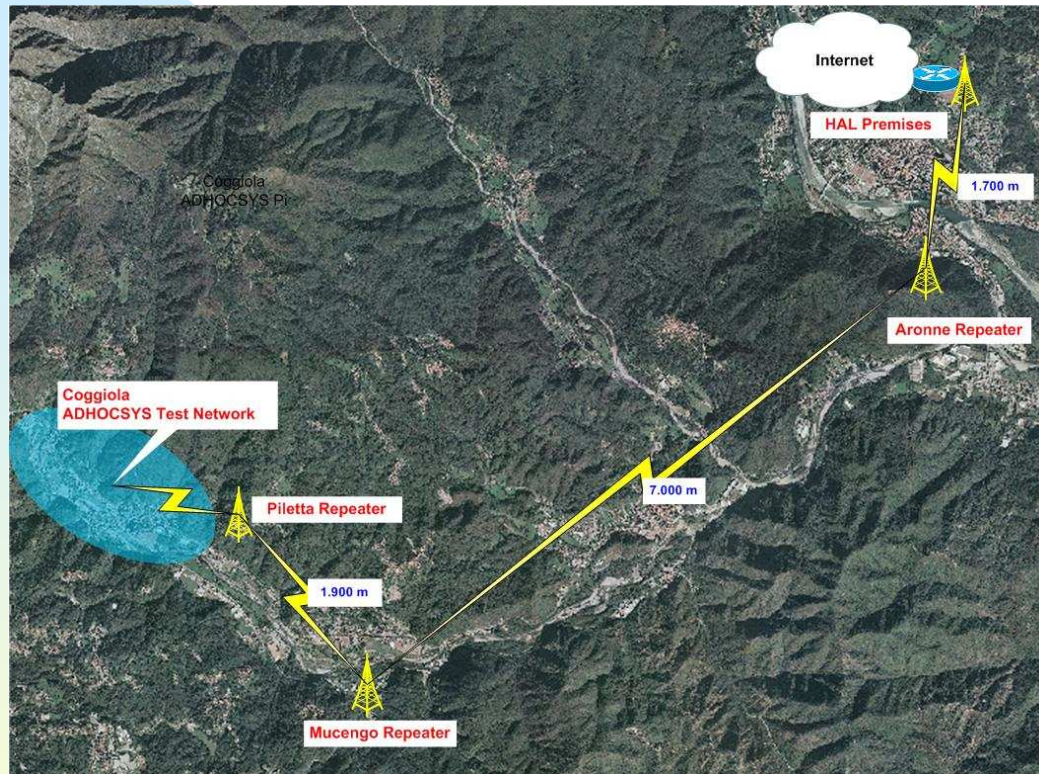 Internet
HAL Premises
1.700 m
Coggiola
ADHOCSYS Pi
Aronne Repeater
Coggiola
ADHOCSYS Test Network
7.000 m
Piletta Repeater
1.900 m
Mucengo Repeater